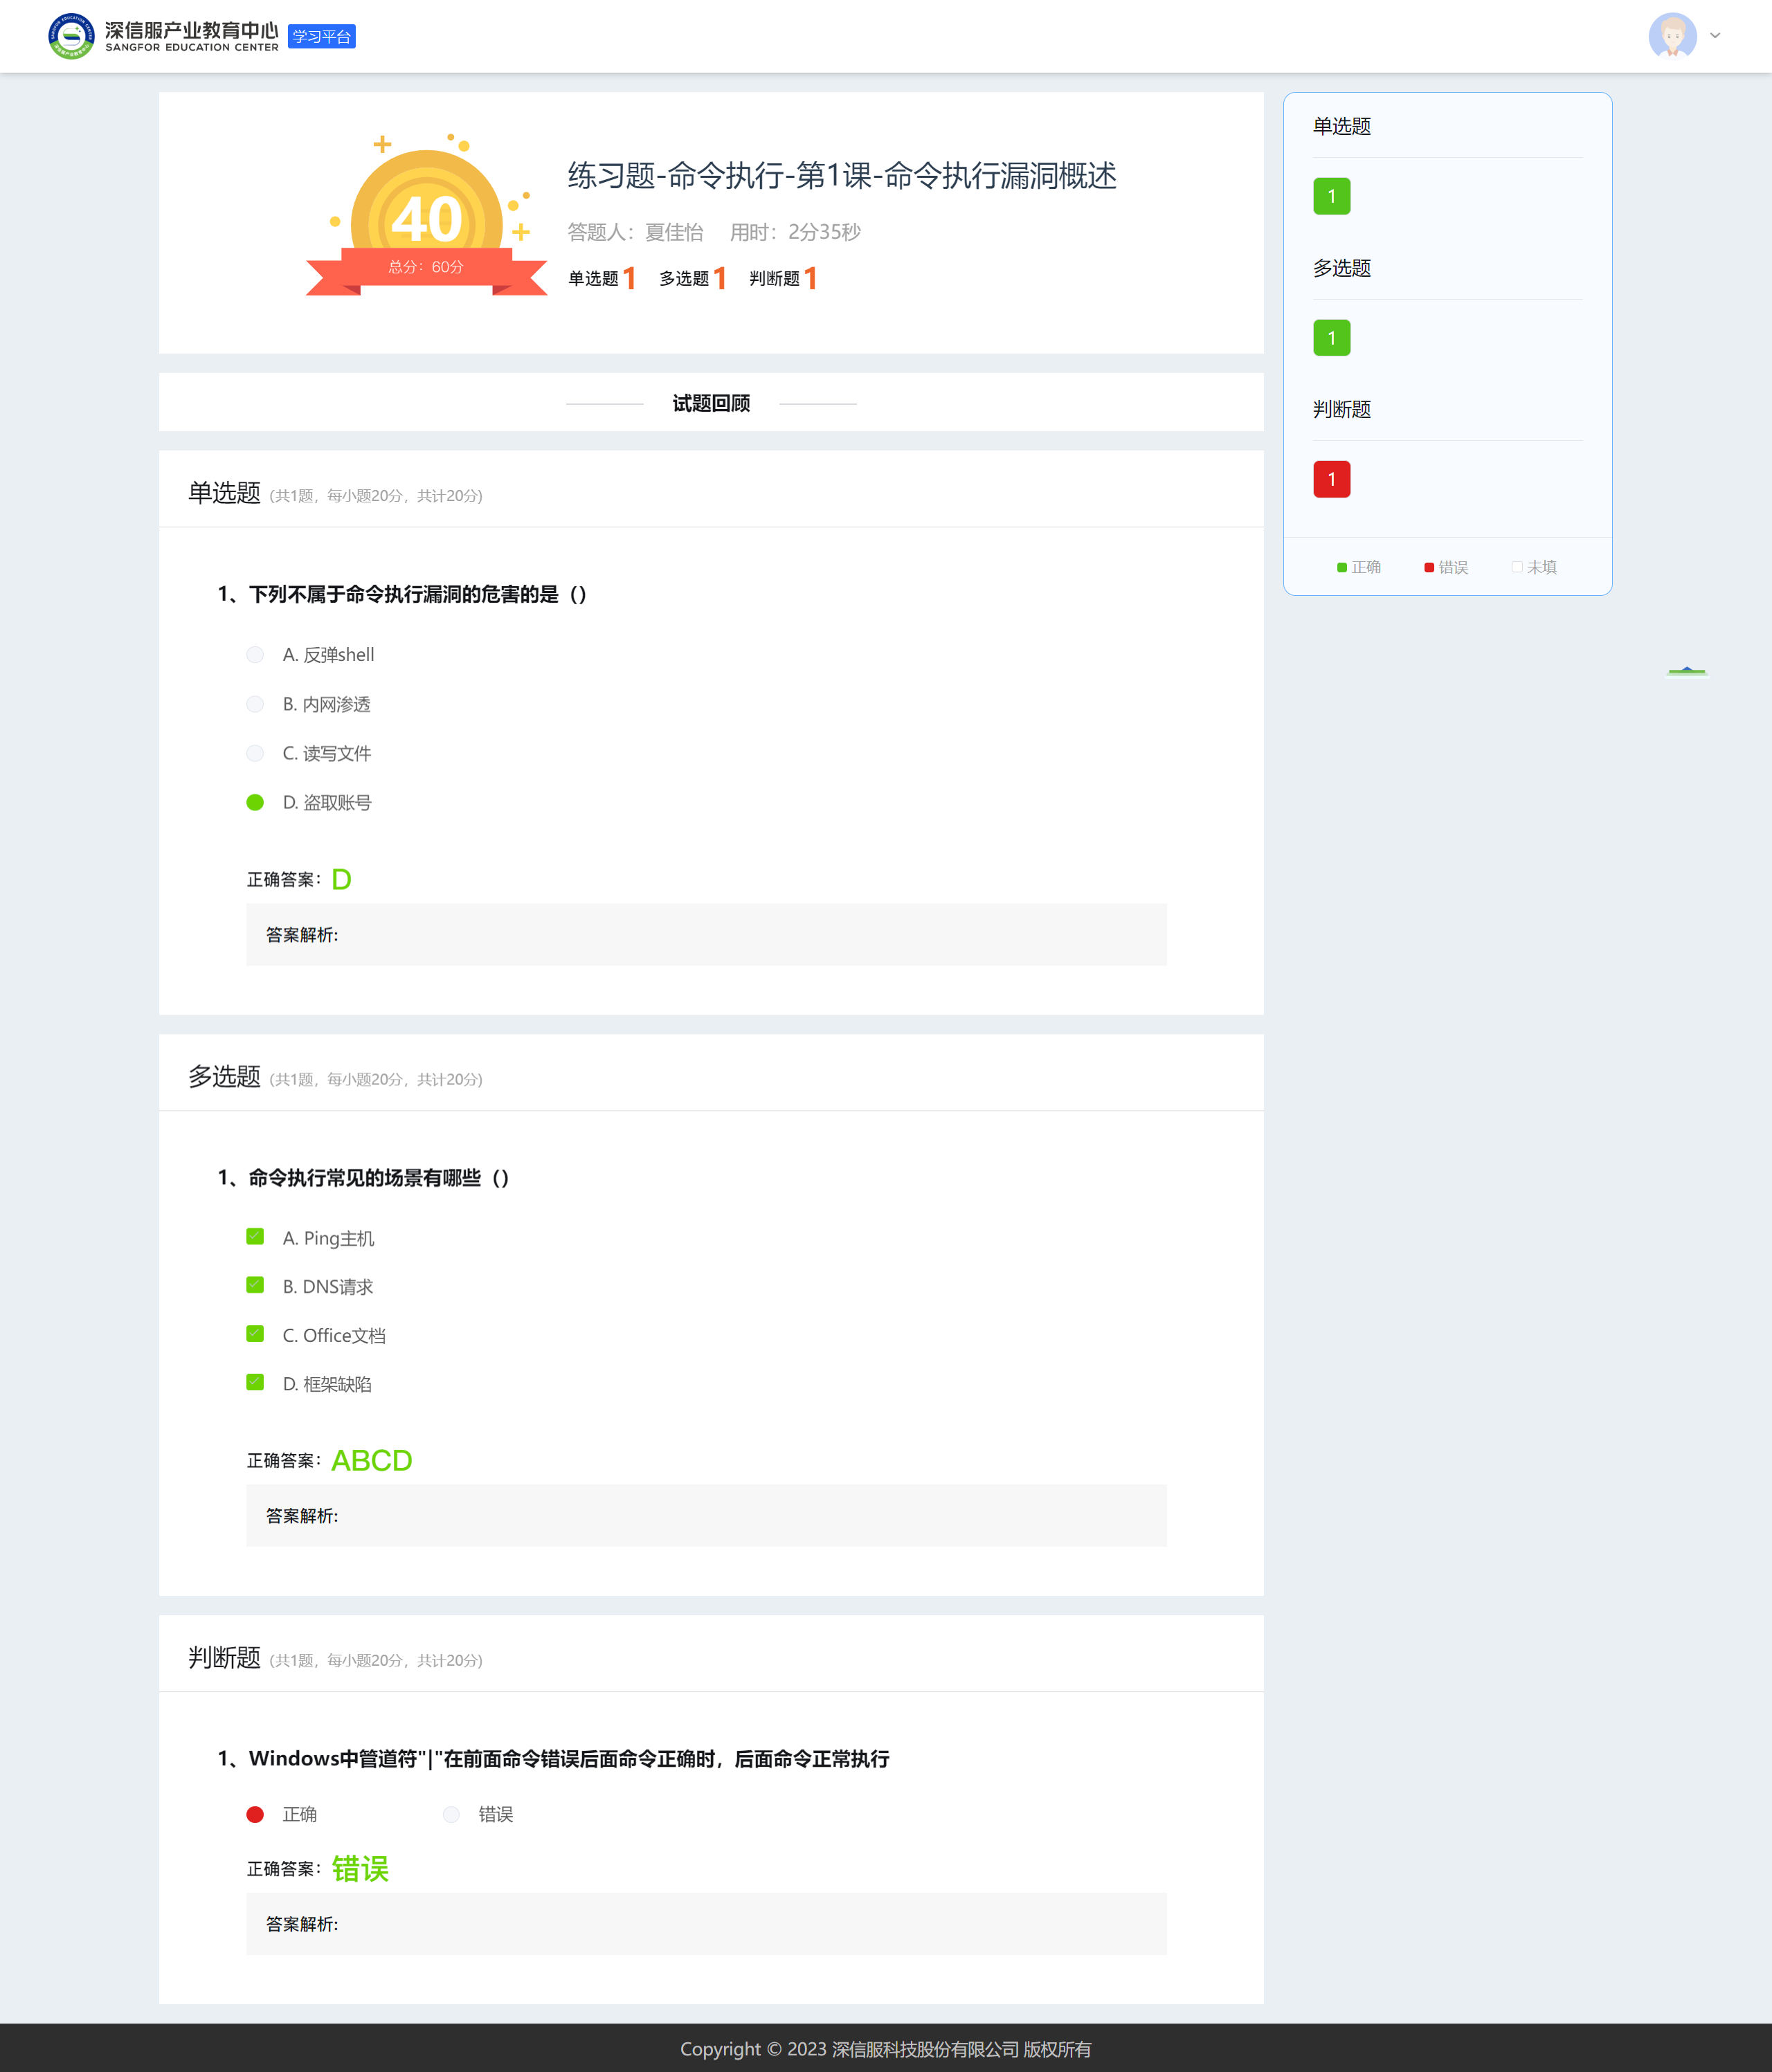 深信服产业教育中心
SANGFOR EDUCATION CENTER
学习平台
40
总分：60分
练习题-命令执行-第1课-命令执行漏洞概述
答题人：夏佳怡 用时：2分35秒
单选题1 多选题1 判断题1
单选题
1
多选题
1
判断题
1
正确 错误 未填
试题回顾
单选题 (共1题，每小题20分，共计20分)
1、下列不属于命令执行漏洞的危害的是（）
A. 反弹shell
B. 内网渗透
C. 读写文件
D. 盗取账号
正确答案：D
答案解析:
多选题 (共1题，每小题20分，共计20分)
1、命令执行常见的场景有哪些（）
A. Ping主机
B. DNS请求
C. Office文档
D. 框架缺陷
正确答案：ABCD
答案解析:
判断题 (共1题，每小题20分，共计20分)
1、Windows中管道符"|"在前面命令错误后面命令正确时，后面命令正常执行
正确 错误
正确答案：错误
答案解析:
Copyright © 2023 深信服科技股份有限公司 版权所有